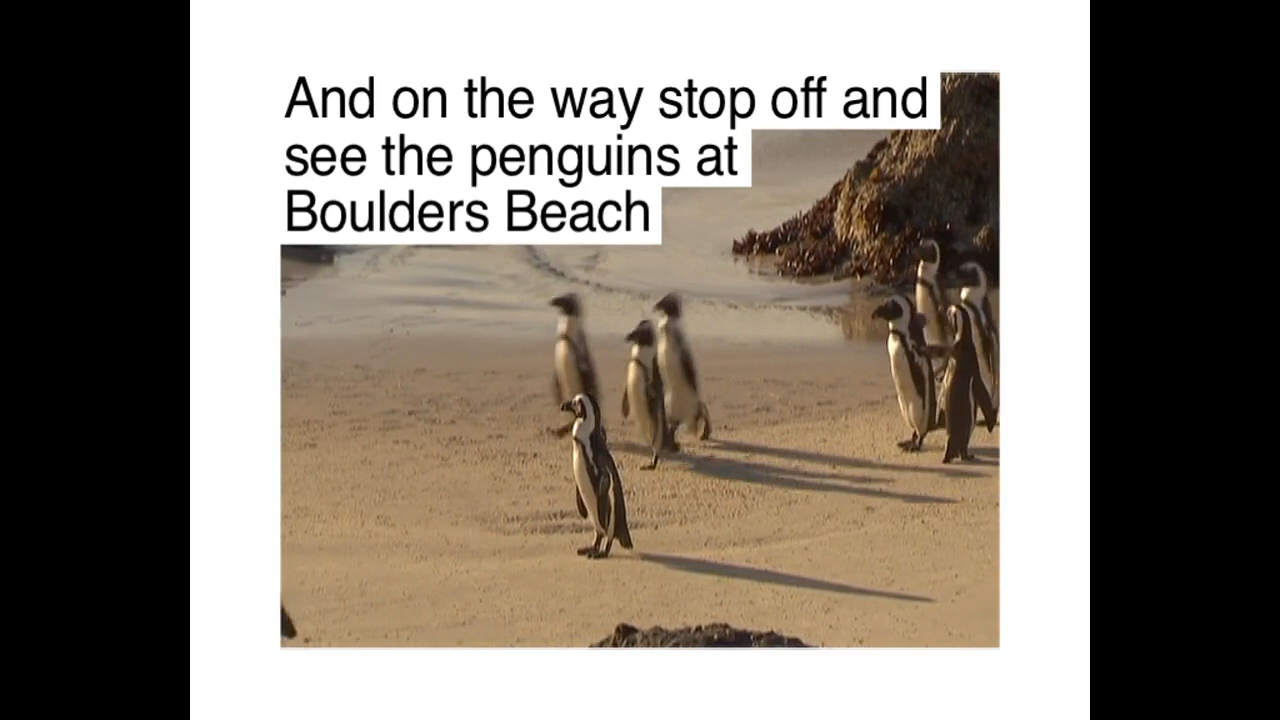 And on the way stop off and
see the penguins at
Boulders Beach